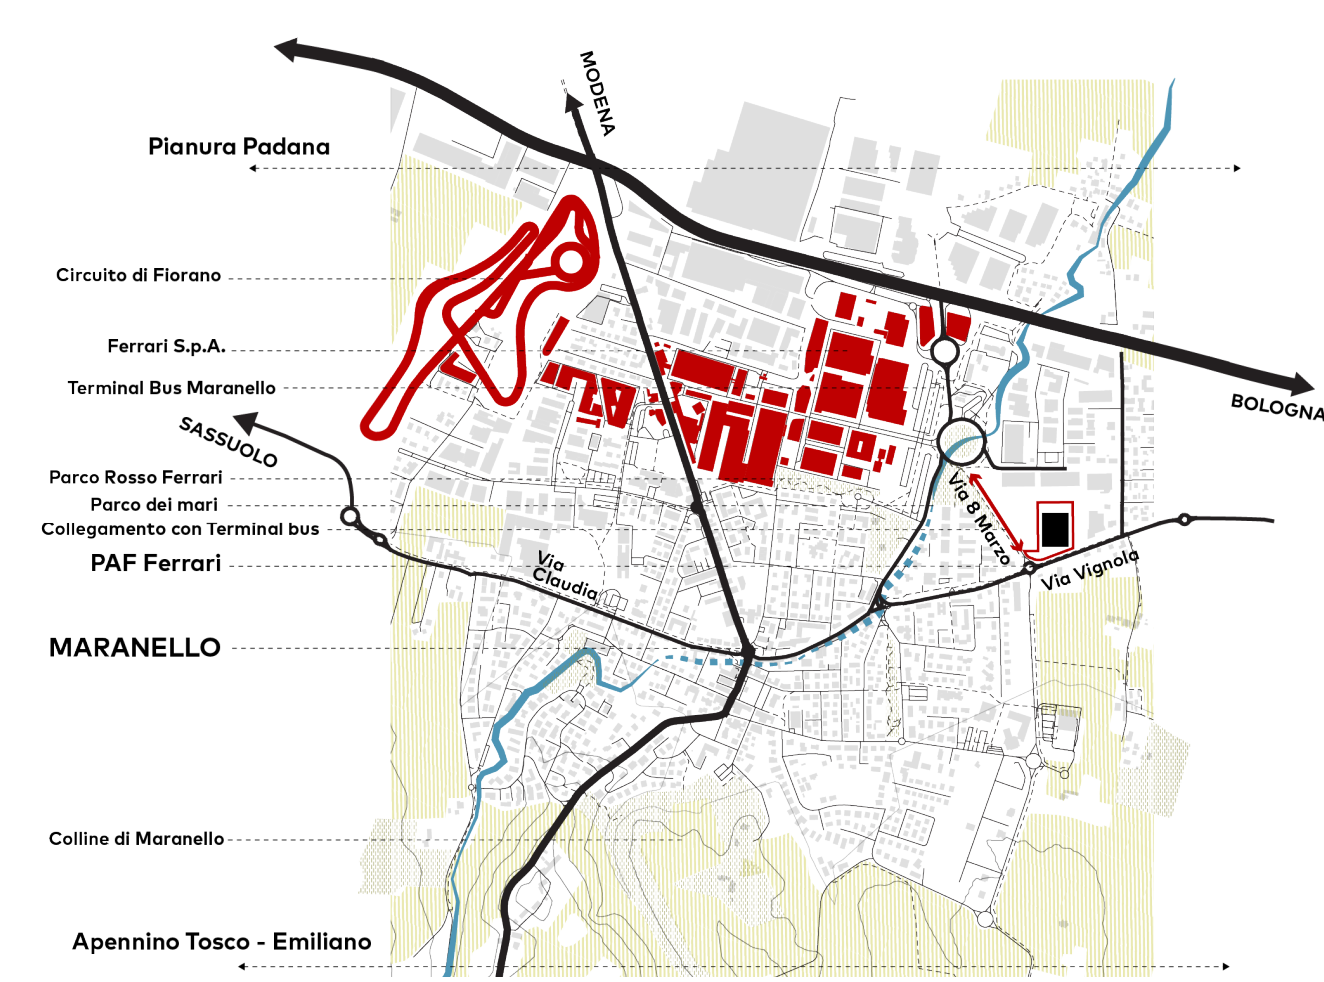 MODENA
Pianura Padana
Circuito di Fiorano
Ferrari S.p.A.
Terminal Bus Maranello
BOLOGNA
SASSUOLO
Parco Rosso Ferrari
Parco dei mari
Collegamento con Terminal bus
Via 8 Marzo
PAF Ferrari
Via
Claudia
Via Vignola
MARANELLO
Colline di Maranello
Apennino Tosco - Emiliano